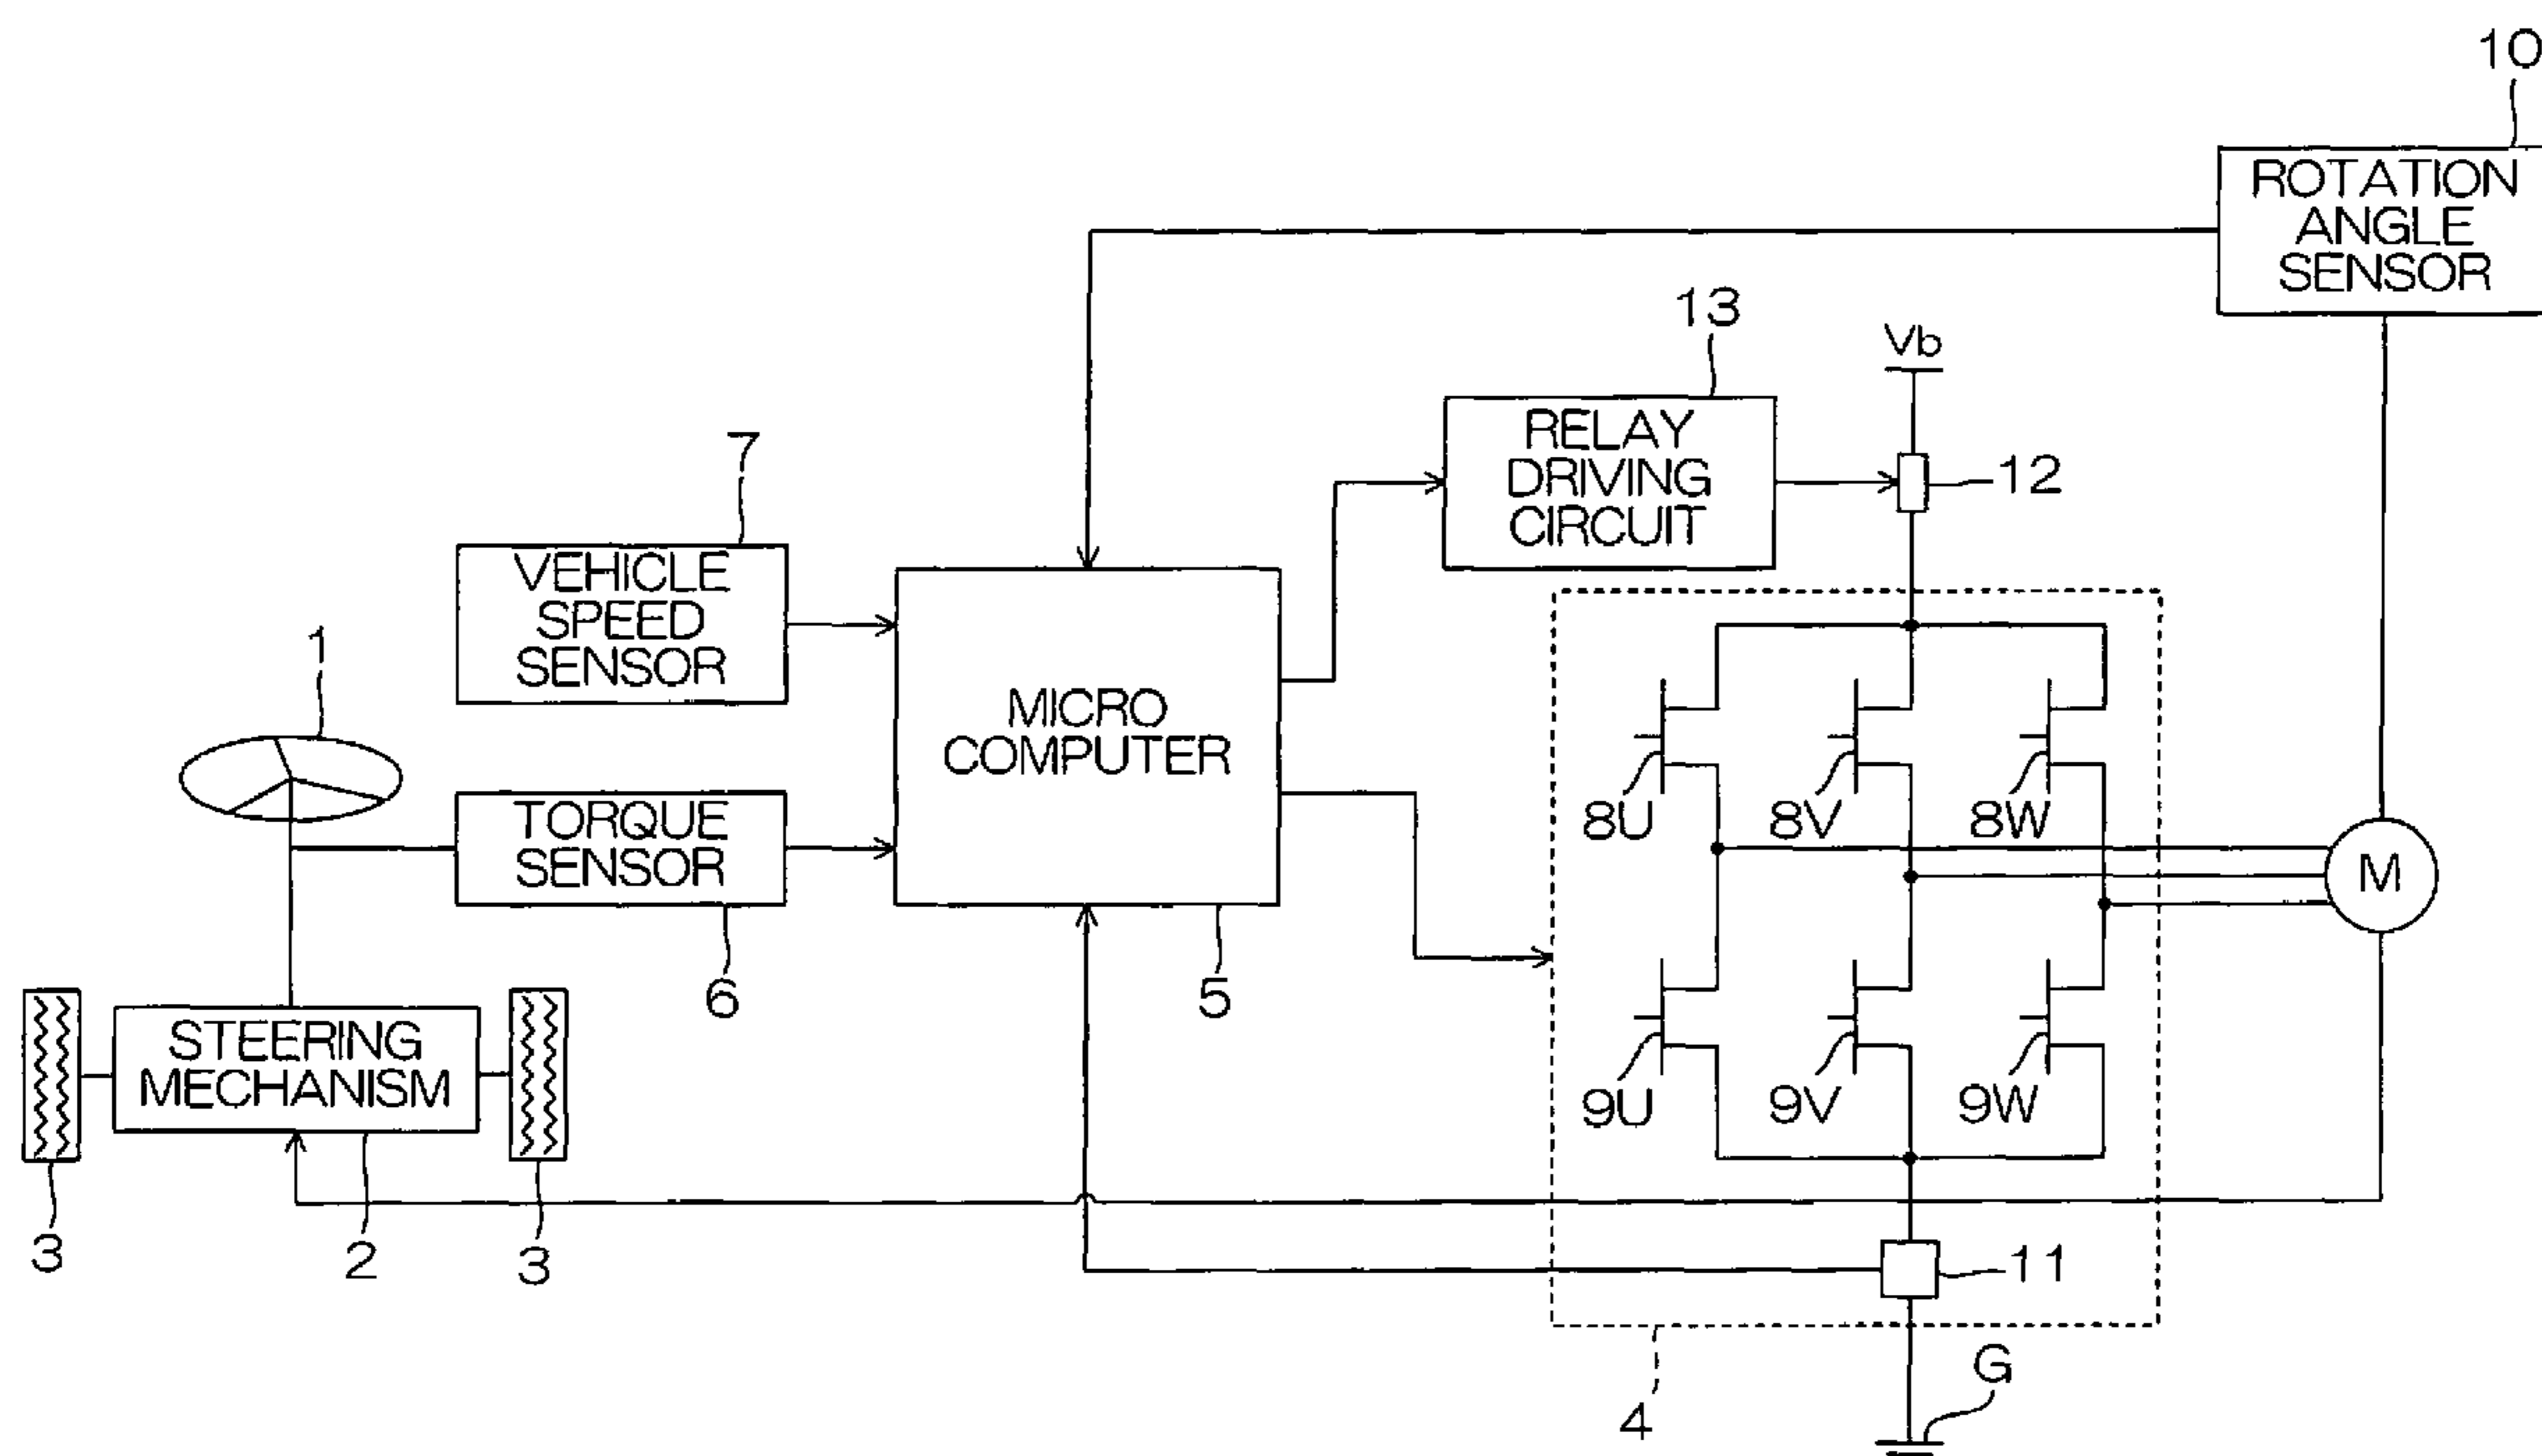 10
ROTATION
ANGLE
SENSOR
13
Vb
RELAY
DRIVING
CIRCUIT
12
7
VEHICLE
SPEED
SENSOR
1
MICRO
COMPUTER
TORQUE
SENSOR
8U
8V
8W
M
6
5
STEERING
MECHANISM
9U
9V
9W
3
2
3
11
4
G